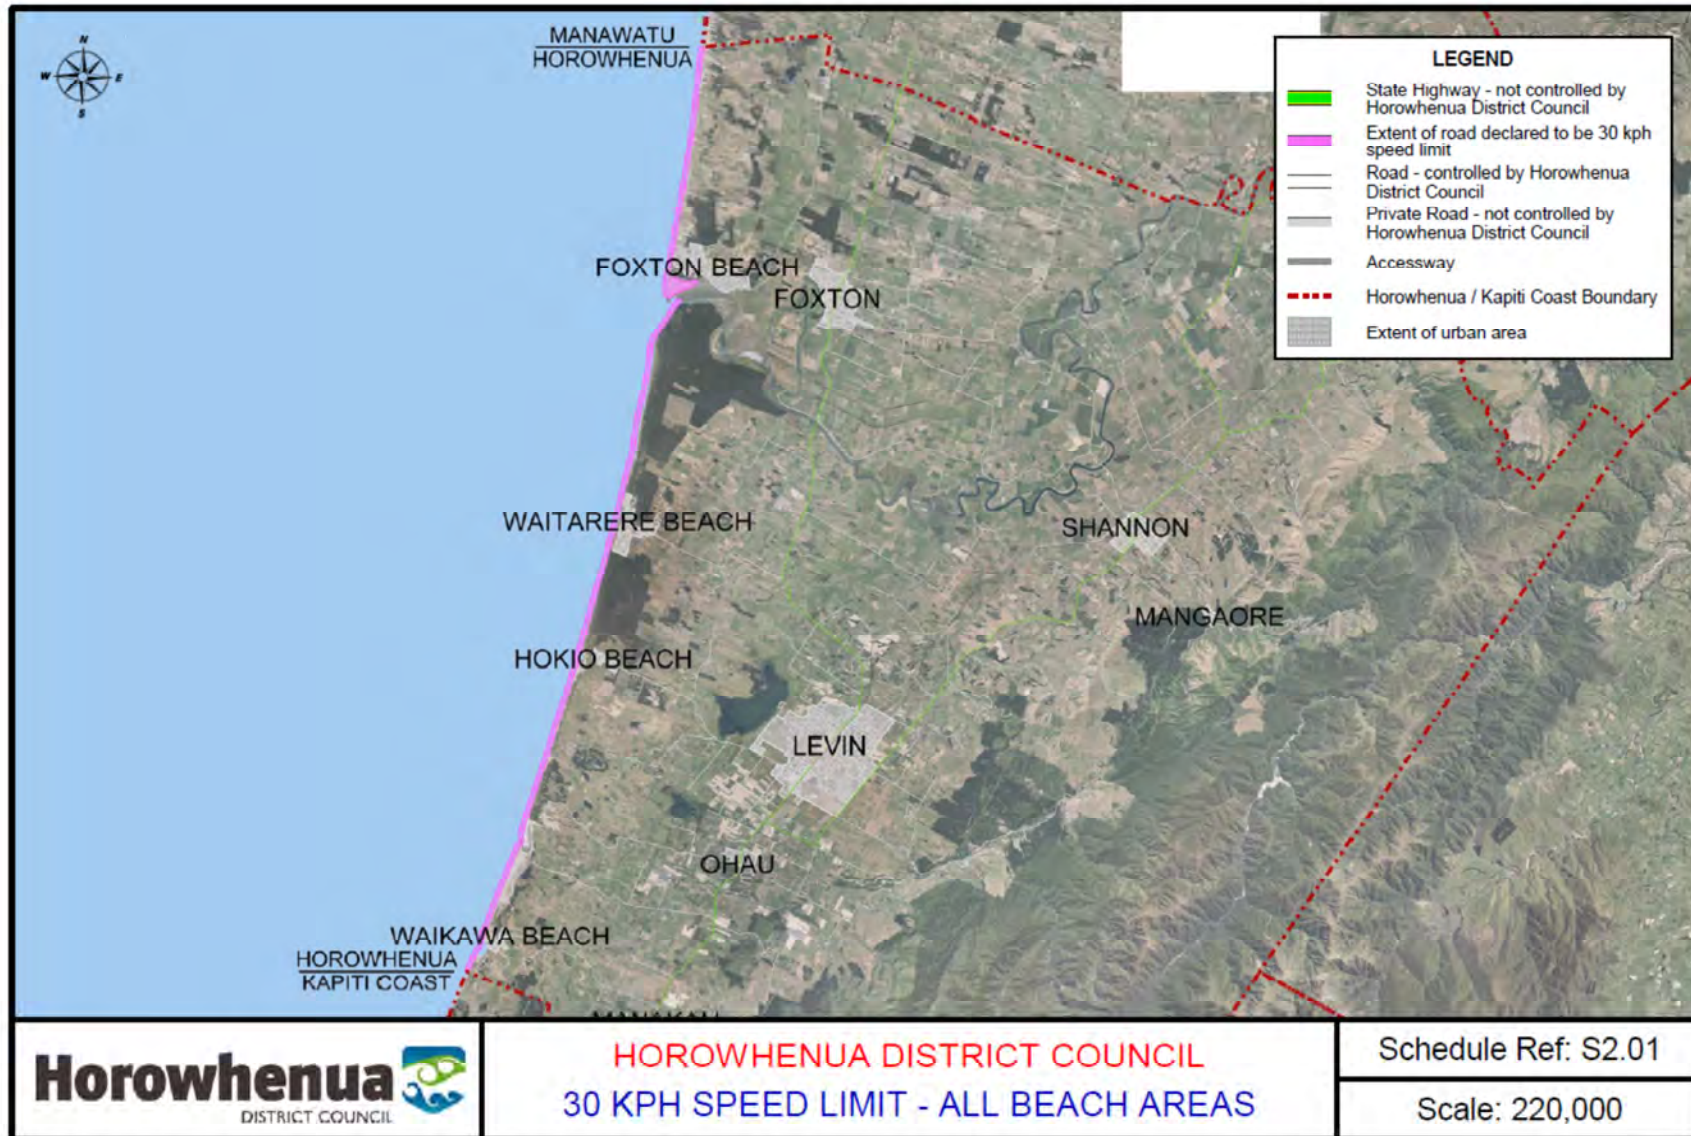 N
W
E
S
MANAWATU
HOROWHENUA
LEGEND
State Highway - not controlled by
Horowhenua District Council
Extent of road declared to be 30 kph
speed limit
Road - controlled by Horowhenua
District Council
Private Road - not controlled by
Horowhenua District Council
Accessway
Horowhenua / Kapiti Coast Boundary
Extent of urban area
FOXTON BEACH
FOXTON
WAITARERE BEACH
SHANNON
MANGAORE
HOKIO BEACH
LEVIN
OHAU
WAIKAWA BEACH
HOROWHENUA
KAPITI COAST
Horowhenua
DISTRICT COUNCIL
HOROWHENUA DISTRICT COUNCIL
30 KPH SPEED LIMIT - ALL BEACH AREAS
Schedule Ref: S2.01
Scale: 220,000